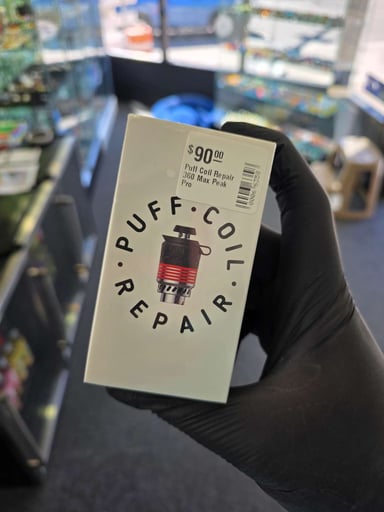 $90.00
Puff Coil Repair
360 Max Peak
Pro
PUFF · COIL ·
REPAIR ·